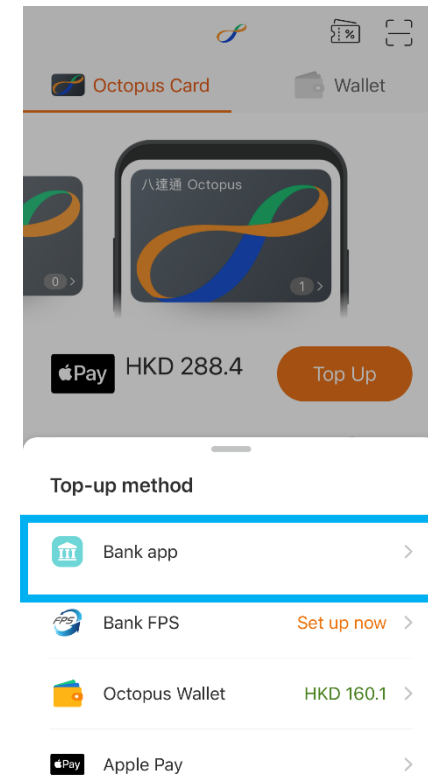 %
Octopus Card
Wallet
八達通 Octopus
0
1
Pay
HKD 288.4
Top Up
Top-up method
Bank app
FPS
Bank FPS
Set up now
Octopus Wallet
HKD 160.1
Pay
Apple Pay